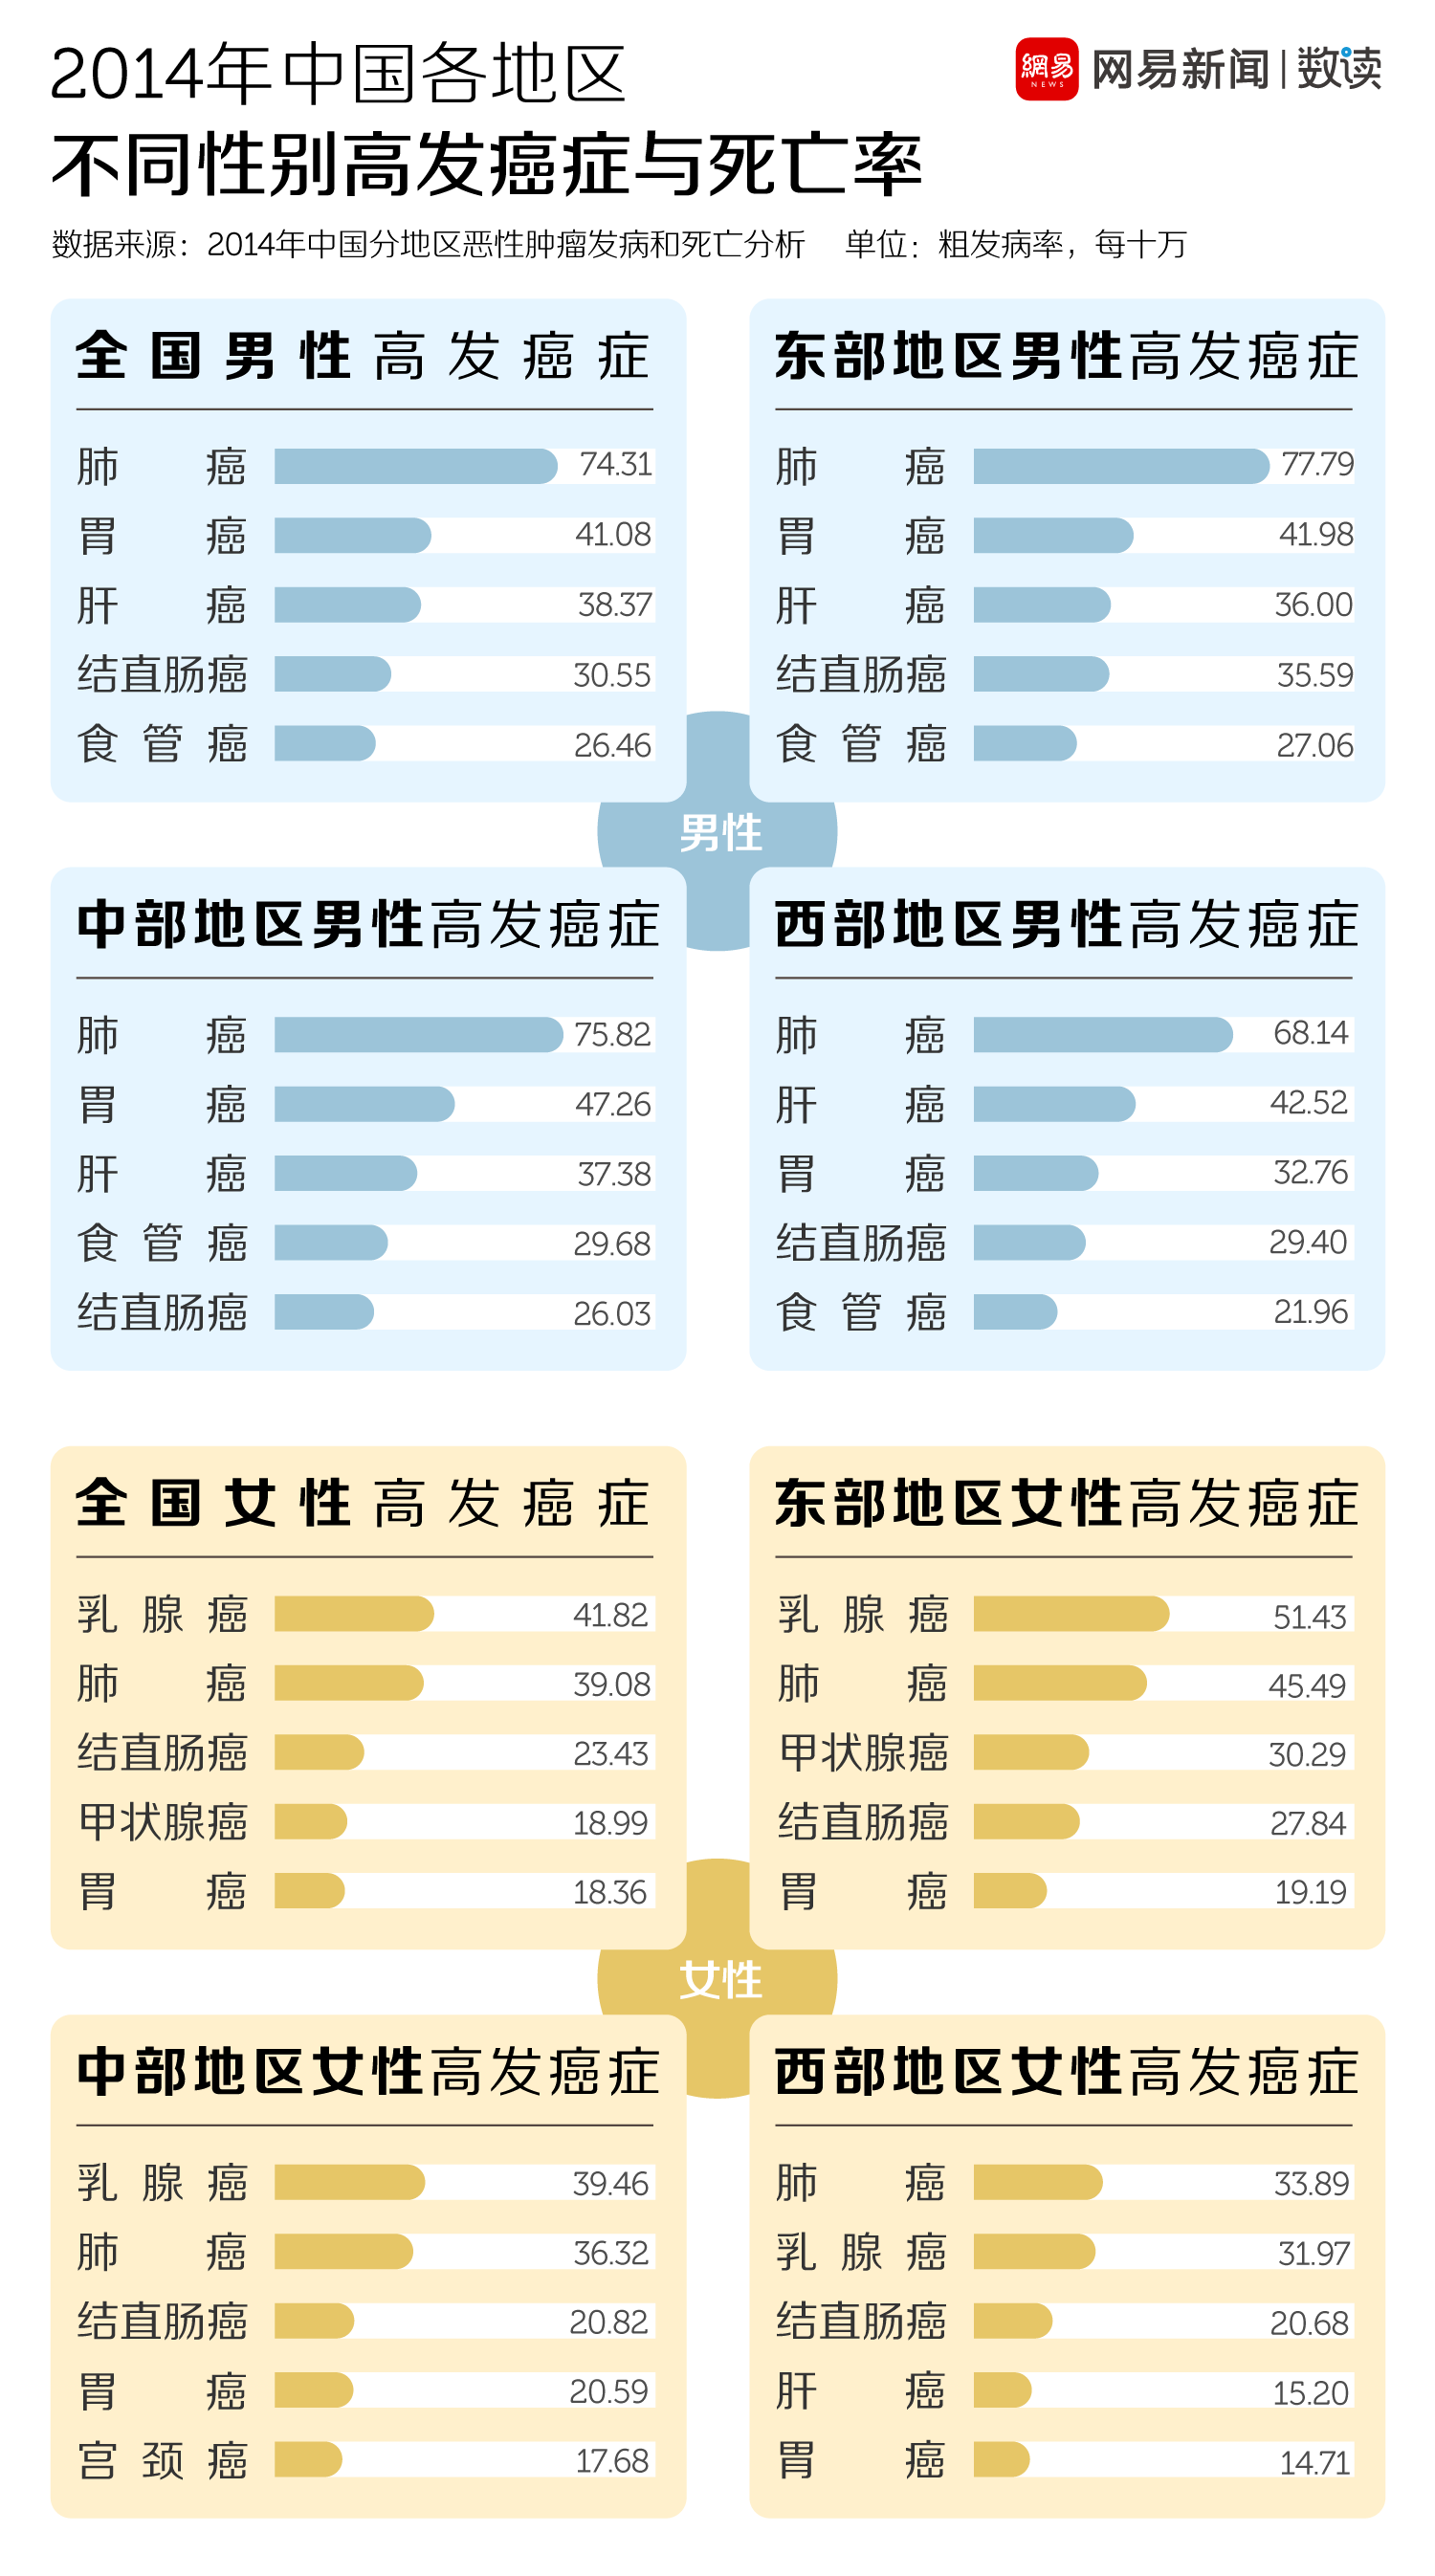 2014年中国各地区
網易
NEWS
网易新闻|数读
不同性别高发癌症与死亡率
数据来源：2014年中国分地区恶性肿瘤发病和死亡分析 单位：粗发病率，每十万
全国男性高发癌症
肺癌 74.31
胃癌 41.08
肝癌 38.37
结直肠癌 30.55
食管癌 26.46
东部地区男性高发癌症
肺癌 77.79
胃癌 41.98
肝癌 36.00
结直肠癌 35.59
食管癌 27.06
男性
中部地区男性高发癌症
肺癌 75.82
胃癌 47.26
肝癌 37.38
食管癌 29.68
结直肠癌 26.03
西部地区男性高发癌症
肺癌 68.14
肝癌 42.52
胃癌 32.76
结直肠癌 29.40
食管癌 21.96
全国女性高发癌症
乳腺癌 41.82
肺癌 39.08
结直肠癌 23.43
甲状腺癌 18.99
胃癌 18.36
东部地区女性高发癌症
乳腺癌 51.43
肺癌 45.49
甲状腺癌 30.29
结直肠癌 27.84
胃癌 19.19
女性
中部地区女性高发癌症
乳腺癌 39.46
肺癌 36.32
结直肠癌 20.82
胃癌 20.59
宫颈癌 17.68
西部地区女性高发癌症
肺癌 33.89
乳腺癌 31.97
结直肠癌 20.68
肝癌 15.20
胃癌 14.71